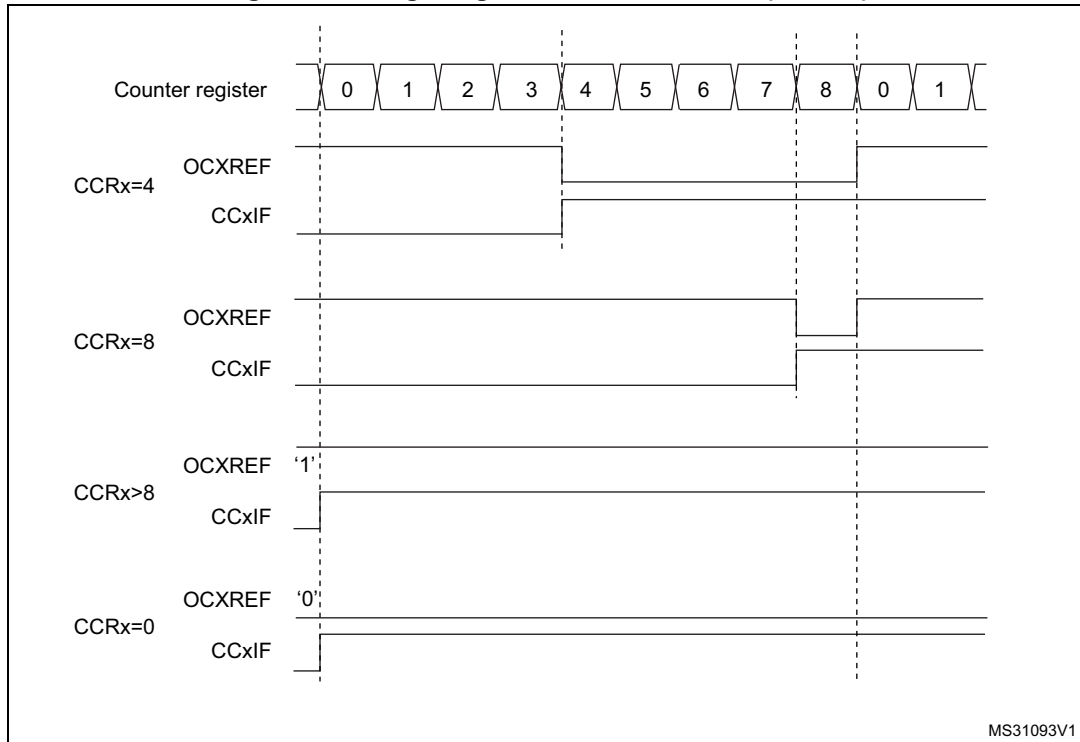 Counter register 0 1 2 3 4 5 6 7 8 0 1
OCXREF
CCRx=4
CCxIF
OCXREF
CCRx=8
CCxIF
OCXREF '1'
CCRx>8
CCxIF
OCXREF '0'
CCRx=0
CCxIF
MS31093V1